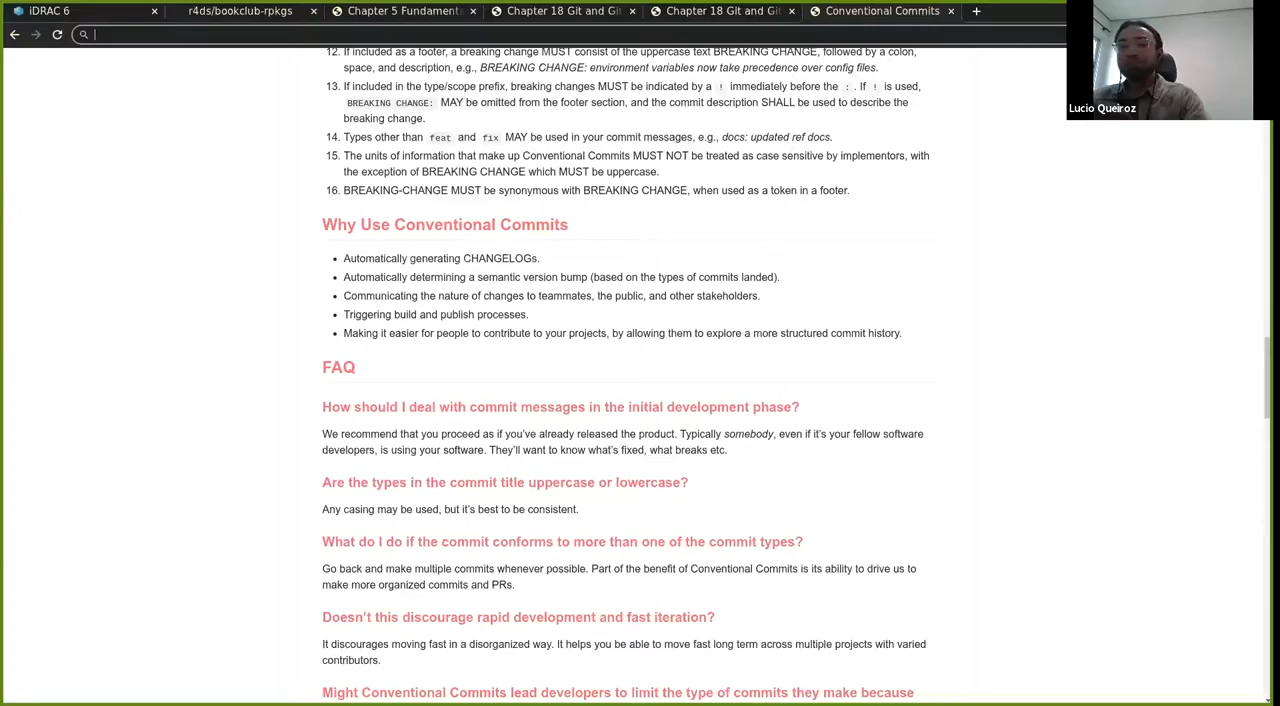 iDRAC 6
r4ds/bookclub-rpkgs
Chapter 5 Fundament
Chapter 18 Git and Git
Chapter 18 Git and Git
Conventional Commits
12. If included as a footer, a breaking change MUST consist of the uppercase text BREAKING CHANGE, followed by a colon,
space, and description, e.g., BREAKING CHANGE: environment variables now take precedence over config files.
13. If included in the type/scope prefix, breaking changes MUST be indicated by a ! immediately before the : . If ! is used,
BREAKING CHANGE: MAY be omitted from the footer section, and the commit description SHALL be used to describe the
breaking change.
14. Types other than feat and fix MAY be used in your commit messages, e.g., docs: updated ref docs.
15. The units of information that make up Conventional Commits MUST NOT be treated as case sensitive by implementors, with
the exception of BREAKING CHANGE which MUST be uppercase.
16. BREAKING-CHANGE MUST be synonymous with BREAKING CHANGE, when used as a token in a footer.
Why Use Conventional Commits
• Automatically generating CHANGELOGs.
• Automatically determining a semantic version bump (based on the types of commits landed).
• Communicating the nature of changes to teammates, the public, and other stakeholders.
• Triggering build and publish processes.
• Making it easier for people to contribute to your projects, by allowing them to explore a more structured commit history.
FAQ
How should I deal with commit messages in the initial development phase?
We recommend that you proceed as if you've already released the product. Typically somebody, even if it's your fellow software
developers, is using your software. They'll want to know what's fixed, what breaks etc.
Are the types in the commit title uppercase or lowercase?
Any casing may be used, but it's best to be consistent.
What do I do if the commit conforms to more than one of the commit types?
Go back and make multiple commits whenever possible. Part of the benefit of Conventional Commits is its ability to drive us to
make more organized commits and PRs.
Doesn't this discourage rapid development and fast iteration?
It discourages moving fast in a disorganized way. It helps you be able to move fast long term across multiple projects with varied
contributors.
Might Conventional Commits lead developers to limit the type of commits they make because
Lucio Queiroz